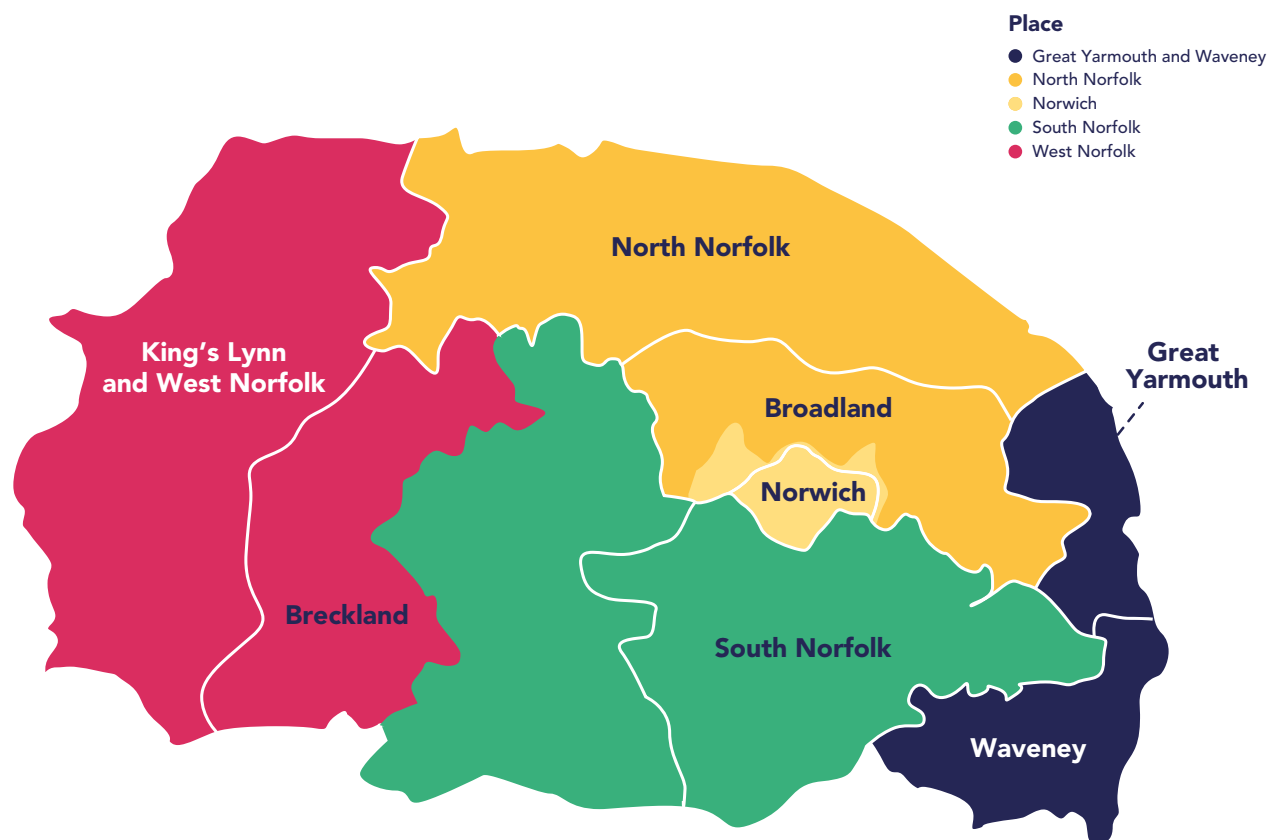 Place
Great Yarmouth and Waveney
North Norfolk
Norwich
South Norfolk
West Norfolk
North Norfolk
King’s Lynn
and West Norfolk
Great
Yarmouth
Broadland
Norwich
Breckland
South Norfolk
Waveney